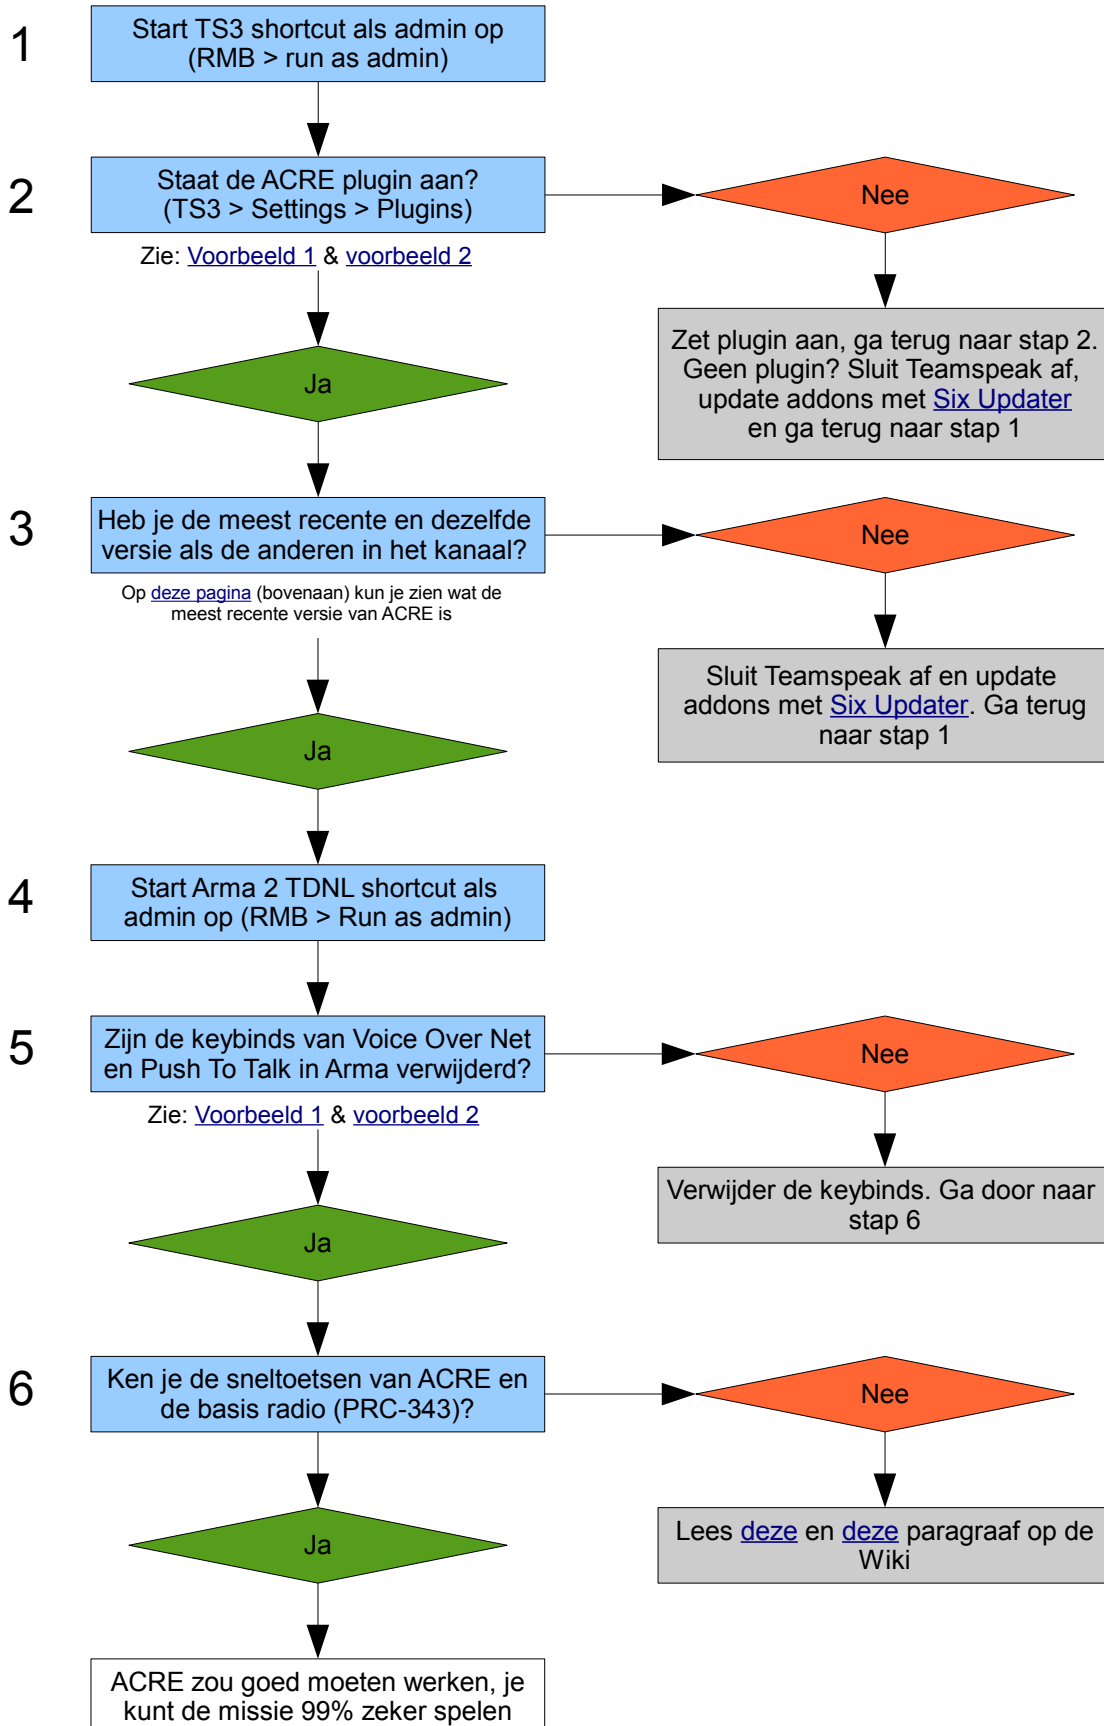 1
Start TS3 shortcut als admin op
(RMB > run as admin)
2
Staat de ACRE plugin aan?
(TS3 > Settings > Plugins)
Nee
Zie: Voorbeeld 1 & voorbeeld 2
Zet plugin aan, ga terug naar stap 2.
Geen plugin? Sluit Teamspeak af,
update addons met Six Updater
en ga terug naar stap 1
Ja
3
Heb je de meest recente en dezelfde
versie als de anderen in het kanaal?
Nee
Op deze pagina (bovenaan) kun je zien wat de
meest recente versie van ACRE is
Sluit Teamspeak af en update
addons met Six Updater. Ga terug
naar stap 1
Ja
4
Start Arma 2 TDNL shortcut als
admin op (RMB > Run as admin)
5
Zijn de keybinds van Voice Over Net
en Push To Talk in Arma verwijderd?
Nee
Zie: Voorbeeld 1 & voorbeeld 2
Verwijder de keybinds. Ga door naar
stap 6
Ja
6
Ken je de sneltoetsen van ACRE en
de basis radio (PRC-343)?
Nee
Lees deze en deze paragraaf op de
Wiki
Ja
ACRE zou goed moeten werken, je
kunt de missie 99% zeker spelen